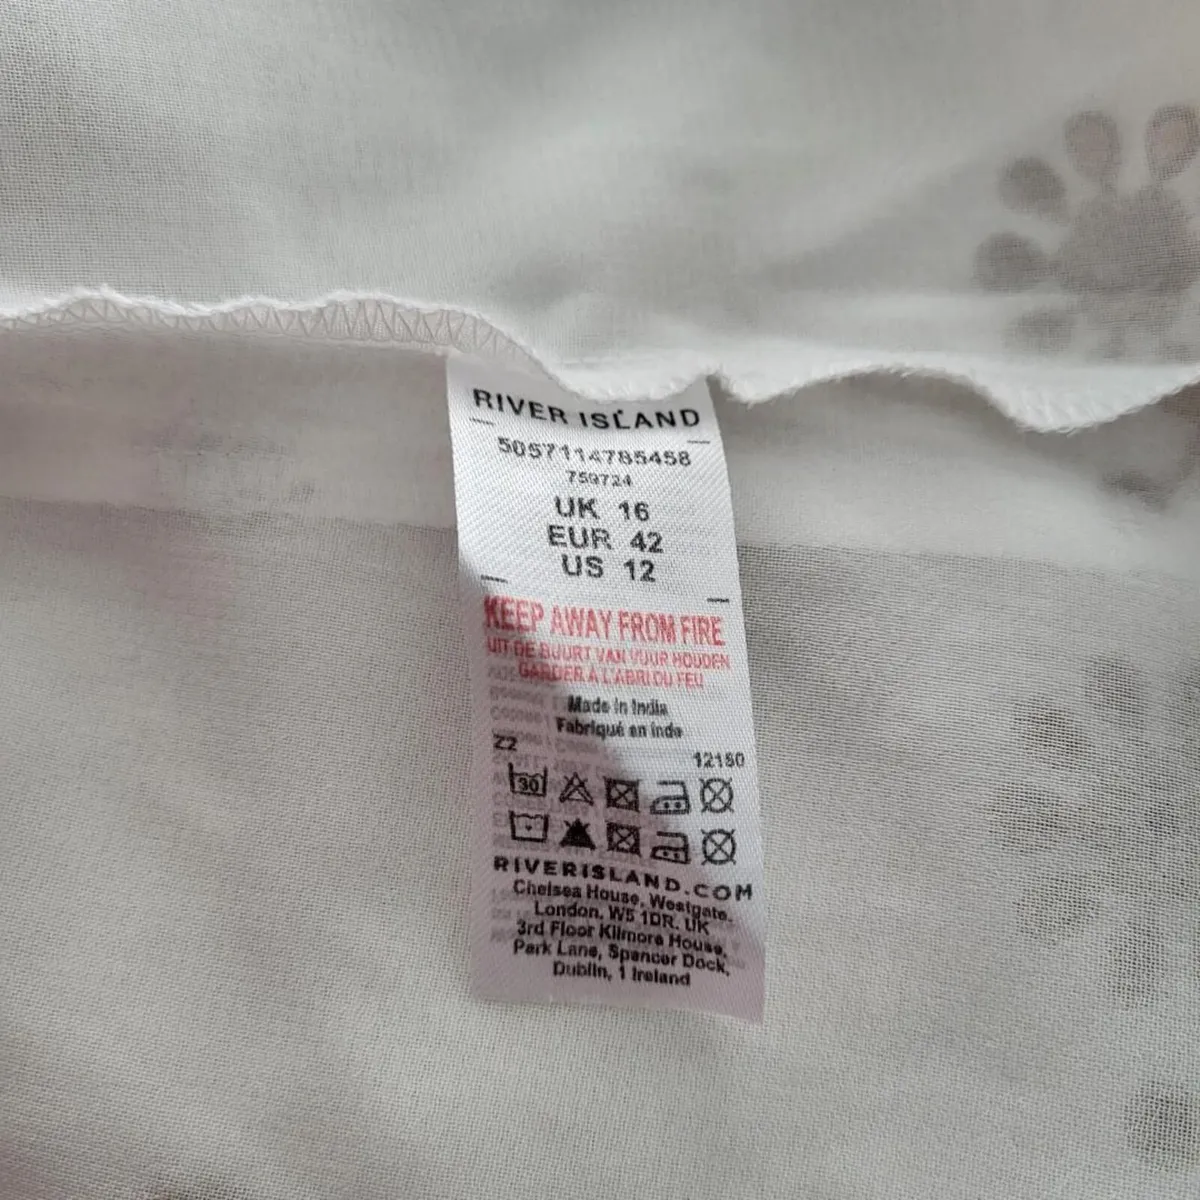 RIVER ISLAND
5057114785458
759724
UK 16
EUR 42
US 12
KEEP AWAY FROM FIRE
UIT DE BUURT VAN VUUR HOUDEN
GARDER A L'ABRI DU FEU
Made in India
Fabriqué en inde
Z2 12150
30
RIVERISLAND.COM
Chelsea House, Westgate,
London, W5 1DR. UK
3rd Floor Kilmore House,
Park Lane, Spencer Dock,
Dublin, 1 Ireland